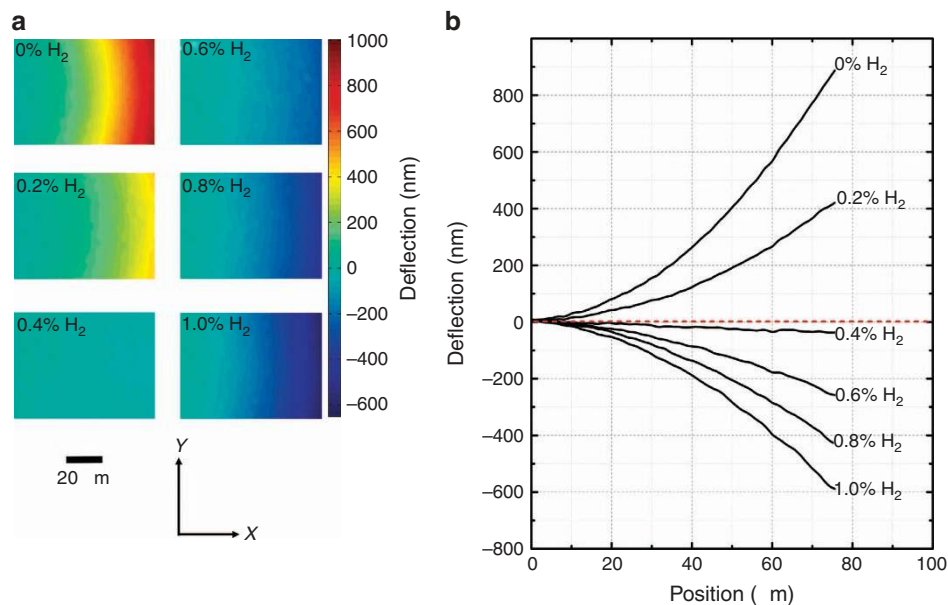 a
0% H2
0.6% H2
0.2% H2
0.8% H2
0.4% H2
1.0% H2
1000
800
600
400
200
0
–200
–400
–600
Deflection (nm)
20 m
Y
X
b
800
600
400
200
0
–200
–400
–600
–800
Deflection (nm)
0% H2
0.2% H2
0.4% H2
0.6% H2
0.8% H2
1.0% H2
0 20 40 60 80 100
Position ( m)